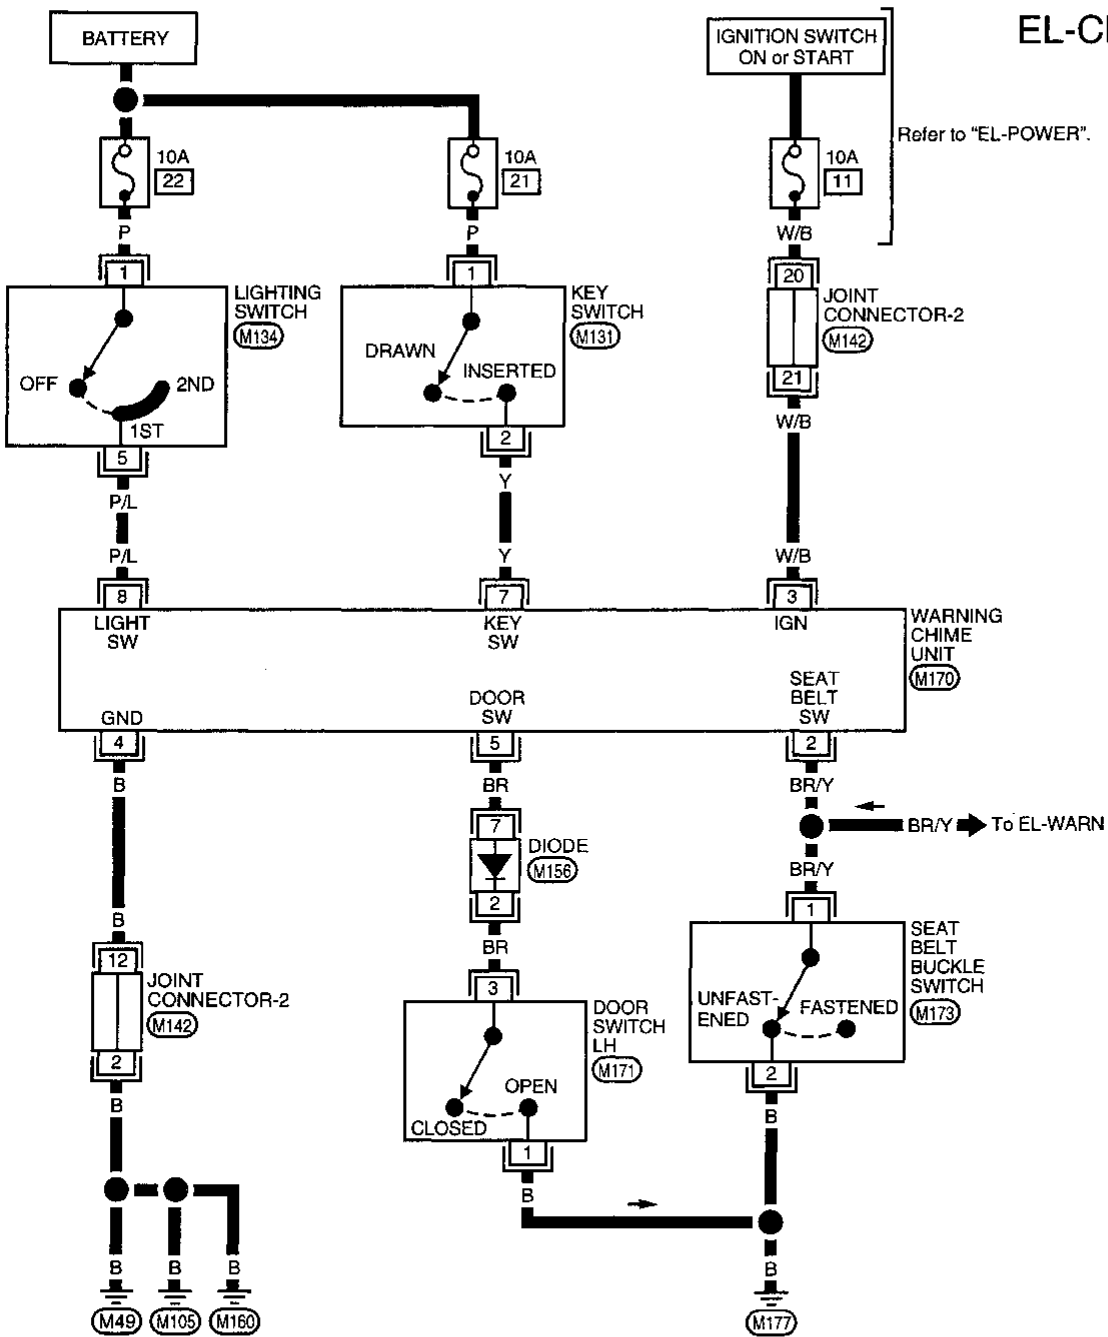 EL-C
BATTERY
IGNITION SWITCH
ON or START
Refer to "EL-POWER".
10A
22
10A
21
10A
11
P
P
W/B
1
1
20
LIGHTING
SWITCH
M134
KEY
SWITCH
M131
JOINT
CONNECTOR-2
M142
OFF
2ND
1ST
DRAWN
INSERTED
21
5
2
W/B
P/L
Y
P/L
Y
W/B
8
7
3
LIGHT
SW
KEY
SW
IGN
WARNING
CHIME
UNIT
M170
GND
DOOR
SW
SEAT
BELT
SW
4
5
2
B
BR
BR/Y
7
DIODE
M156
2
BR/Y
To EL-WARN
BR/Y
B
BR
1
12
JOINT
CONNECTOR-2
M142
2
3
DOOR
SWITCH
LH
M171
SEAT
BELT
BUCKLE
SWITCH
M173
UNFAST-
ENED
FASTENED
OPEN
CLOSED
2
1
B
B
B
B
B
B
B
M49
M105
M160
M177